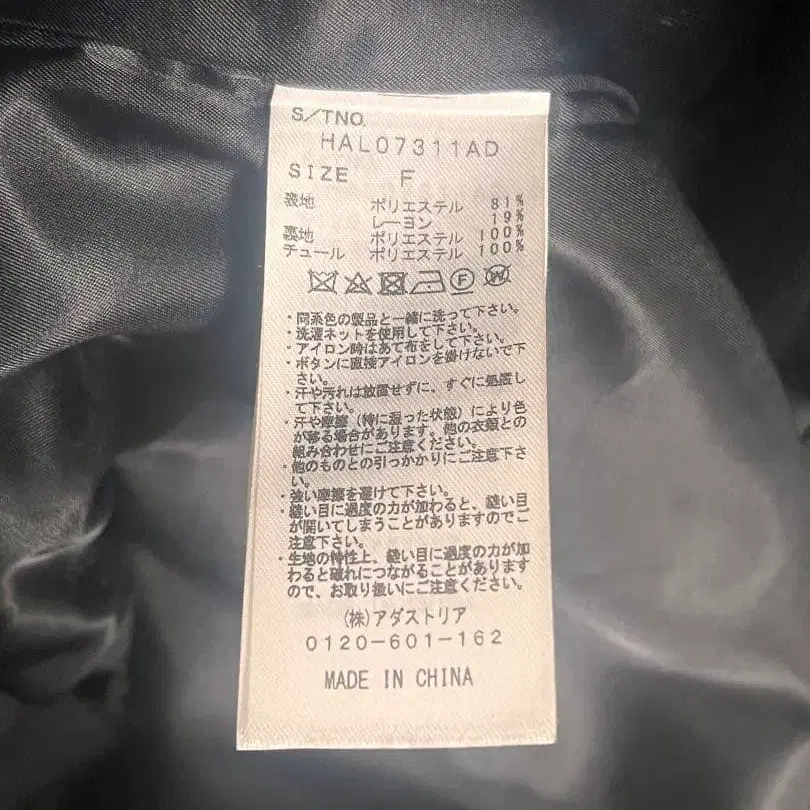 S/TNO.
HAL07311AD
SIZE F
表地 ポリエステル 81%
レーヨン 19%
裏地 ポリエステル 100%
チュール ポリエステル 100%
F
W
・同系色の製品と一緒に洗って下さい。
・洗濯ネットを使用して下さい。
・アイロン時はあて布をして下さい。
・ボタンに直接アイロンを掛けないで下
さい。
・汗や汚れは放置せずに、すぐに処置し
て下さい。
・汗や摩擦（特に湿った状態）により色
が移る場合があります。他の衣類との
組み合わせにご注意ください。
・他のものとの引っかかりにご注意下さ
い。
・強い摩擦を避けて下さい。
・縫い目に過度の力が加わると、縫い目
が開いてしまうことがありますのでご
注意下さい。
・生地の特性上、縫い目に過度の力が加
わると破れにつながることがあります
ので、お取り扱いにご注意ください。
(株)アダストリア
0120-601-162
MADE IN CHINA